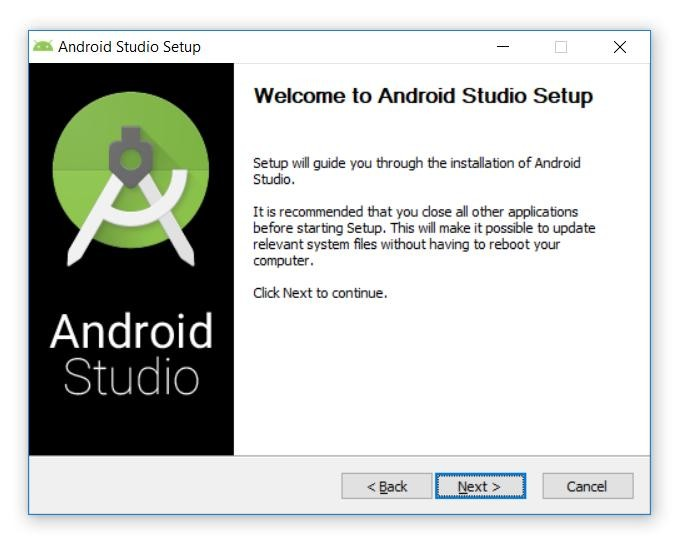 Android Studio Setup
Welcome to Android Studio Setup
Setup will guide you through the installation of Android
Studio.
It is recommended that you close all other applications
before starting Setup. This will make it possible to update
relevant system files without having to reboot your
computer.
Click Next to continue.
Android
Studio
< Back
Next >
Cancel